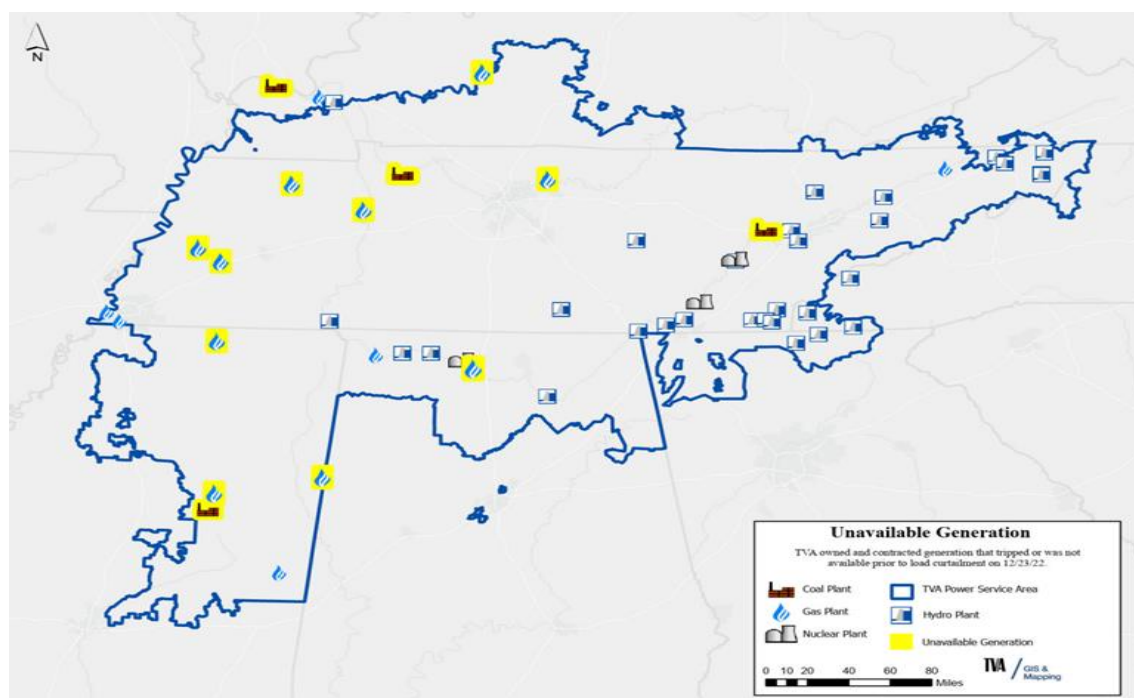 N
Unavailable Generation
TVA owned and contracted generation that tripped or was not
available prior to load curtailment on 12/23/22.
Coal Plant
TVA Power Service Area
Gas Plant
Hydro Plant
Nuclear Plant
Unavailable Generation
0 10 20 40 60 80
Miles
TVA / GIS &
Mapping